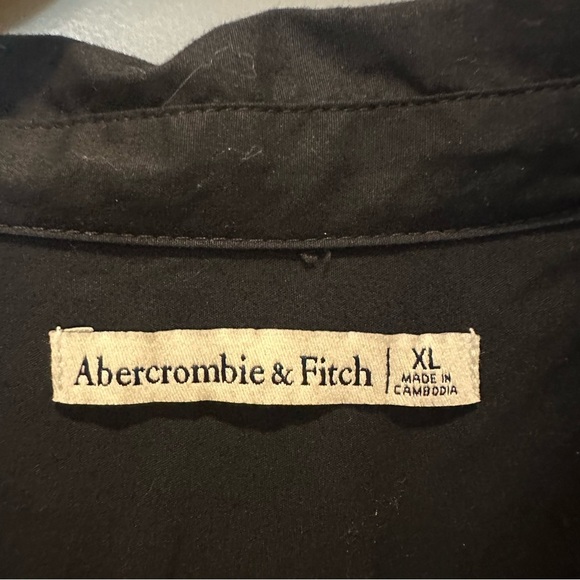 Abercrombie & Fitch
XL
MADE IN
CAMBODIA